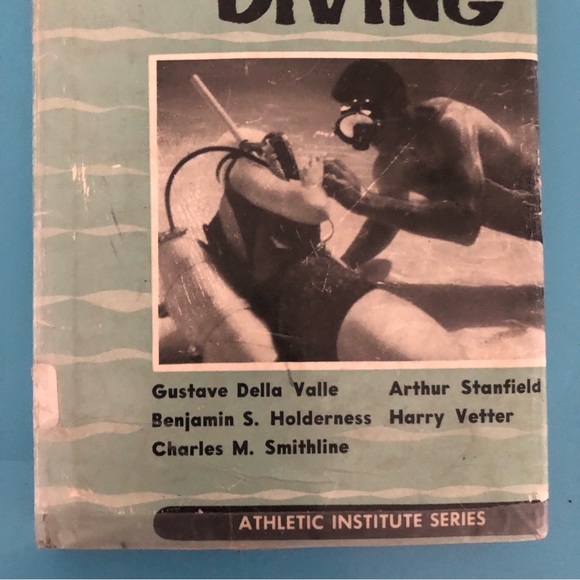 DIVING
Gustave Della Valle Arthur Stanfield
Benjamin S. Holderness Harry Vetter
Charles M. Smithline
ATHLETIC INSTITUTE SERIES